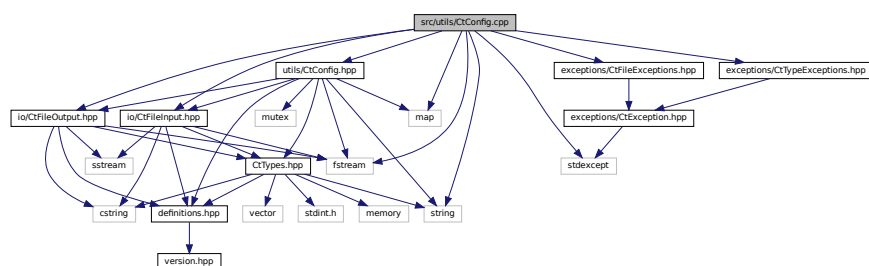 src/utils/CtConfig.cpp
utils/CtConfig.hpp
exceptions/CtFileExceptions.hpp
exceptions/CtTypeExceptions.hpp
io/CtFileOutput.hpp
io/CtFileInput.hpp
mutex
map
exceptions/CtException.hpp
sstream
CtTypes.hpp
fstream
stdexcept
cstring
definitions.hpp
vector
stdint.h
memory
string
version.hpp